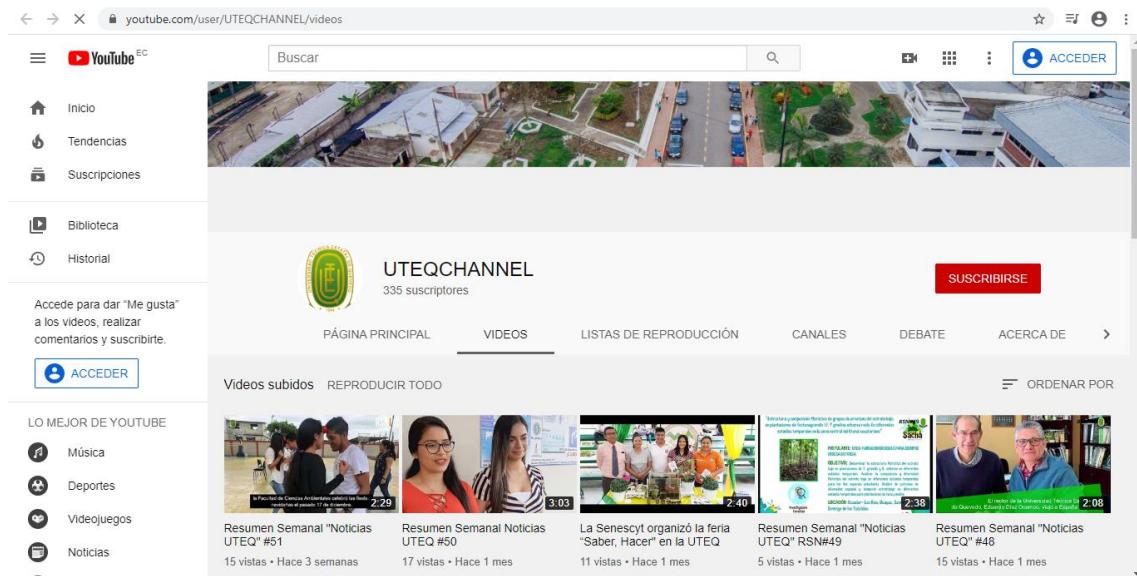 youtube.com/user/UTEQCHANNEL/videos
YouTube EC
Buscar
ACCEDER
Inicio
Tendencias
Suscripciones
Biblioteca
Historial
Accede para dar "Me gusta"
a los videos, realizar
comentarios y suscribirte.
ACCEDER
LO MEJOR DE YOUTUBE
Música
Deportes
Videojuegos
Noticias
UTEQCHANNEL
335 suscriptores
SUSCRIBIRSE
PÁGINA PRINCIPAL
VIDEOS
LISTAS DE REPRODUCCIÓN
CANALES
DEBATE
ACERCA DE
Videos subidos REPRODUCIR TODO
ORDENAR POR
2:29
Resumen Semanal "Noticias
UTEQ" #51
15 vistas • Hace 3 semanas
3:03
Resumen Semanal Noticias
UTEQ #50
17 vistas • Hace 1 mes
2:40
La Senescyt organizó la feria
"Saber, Hacer" en la UTEQ
11 vistas • Hace 1 mes
2:38
Resumen Semanal "Noticias
UTEQ" RSN#49
5 vistas • Hace 1 mes
2:08
Resumen Semanal "Noticias
UTEQ" #48
15 vistas • Hace 1 mes